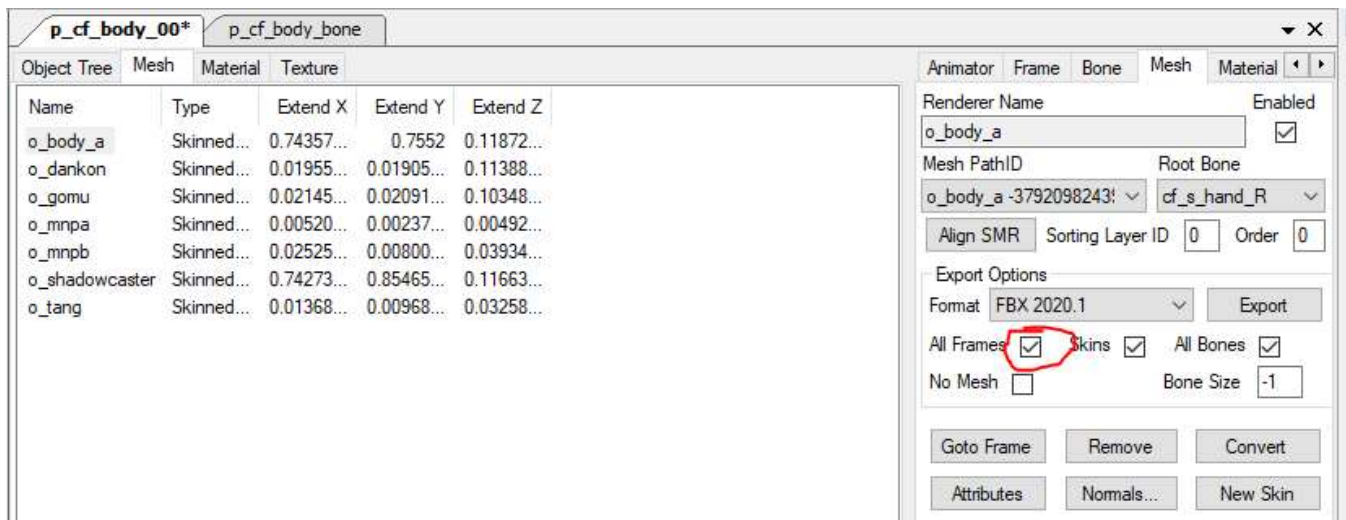 p_cf_body_00* p_cf_body_bone
Object Tree Mesh Material Texture
Name Type Extend X Extend Y Extend Z
o_body_a Skinned... 0.74357... 0.7552 0.11872...
o_dankon Skinned... 0.01955... 0.01905... 0.11388...
o_gomu Skinned... 0.02145... 0.02091... 0.10348...
o_mnpa Skinned... 0.00520... 0.00237... 0.00492...
o_mnpb Skinned... 0.02525... 0.00800... 0.03934...
o_shadowcaster Skinned... 0.74273... 0.85465... 0.11663...
o_tang Skinned... 0.01368... 0.00968... 0.03258...
Animator Frame Bone Mesh Material
Renderer Name Enabled
o_body_a
Mesh PathID Root Bone
o_body_a -3792098243 cf_s_hand_R
Align SMR Sorting Layer ID 0 Order 0
Export Options
Format FBX 2020.1 Export
All Frames Skins All Bones
No Mesh Bone Size -1
Goto Frame Remove Convert
Attributes Normals... New Skin